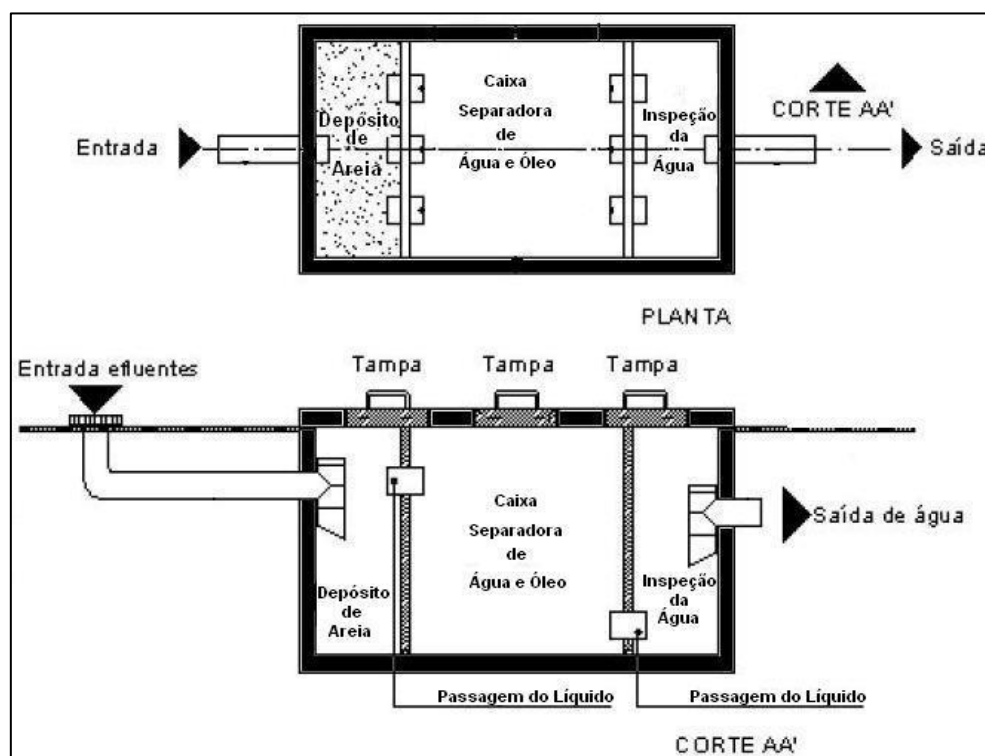 Entrada
Depósito
de
Areia
Caixa
Separadora
de
Água e Óleo
Inspeção
da
Água
CORTE AA'
Saída
PLANTA
Entrada efluentes
Tampa
Tampa
Tampa
Depósito
de
Areia
Caixa
Separadora
de
Água e Óleo
Inspeção
da
Água
Saída de água
Passagem do Líquido
Passagem do Líquido
CORTE AA'